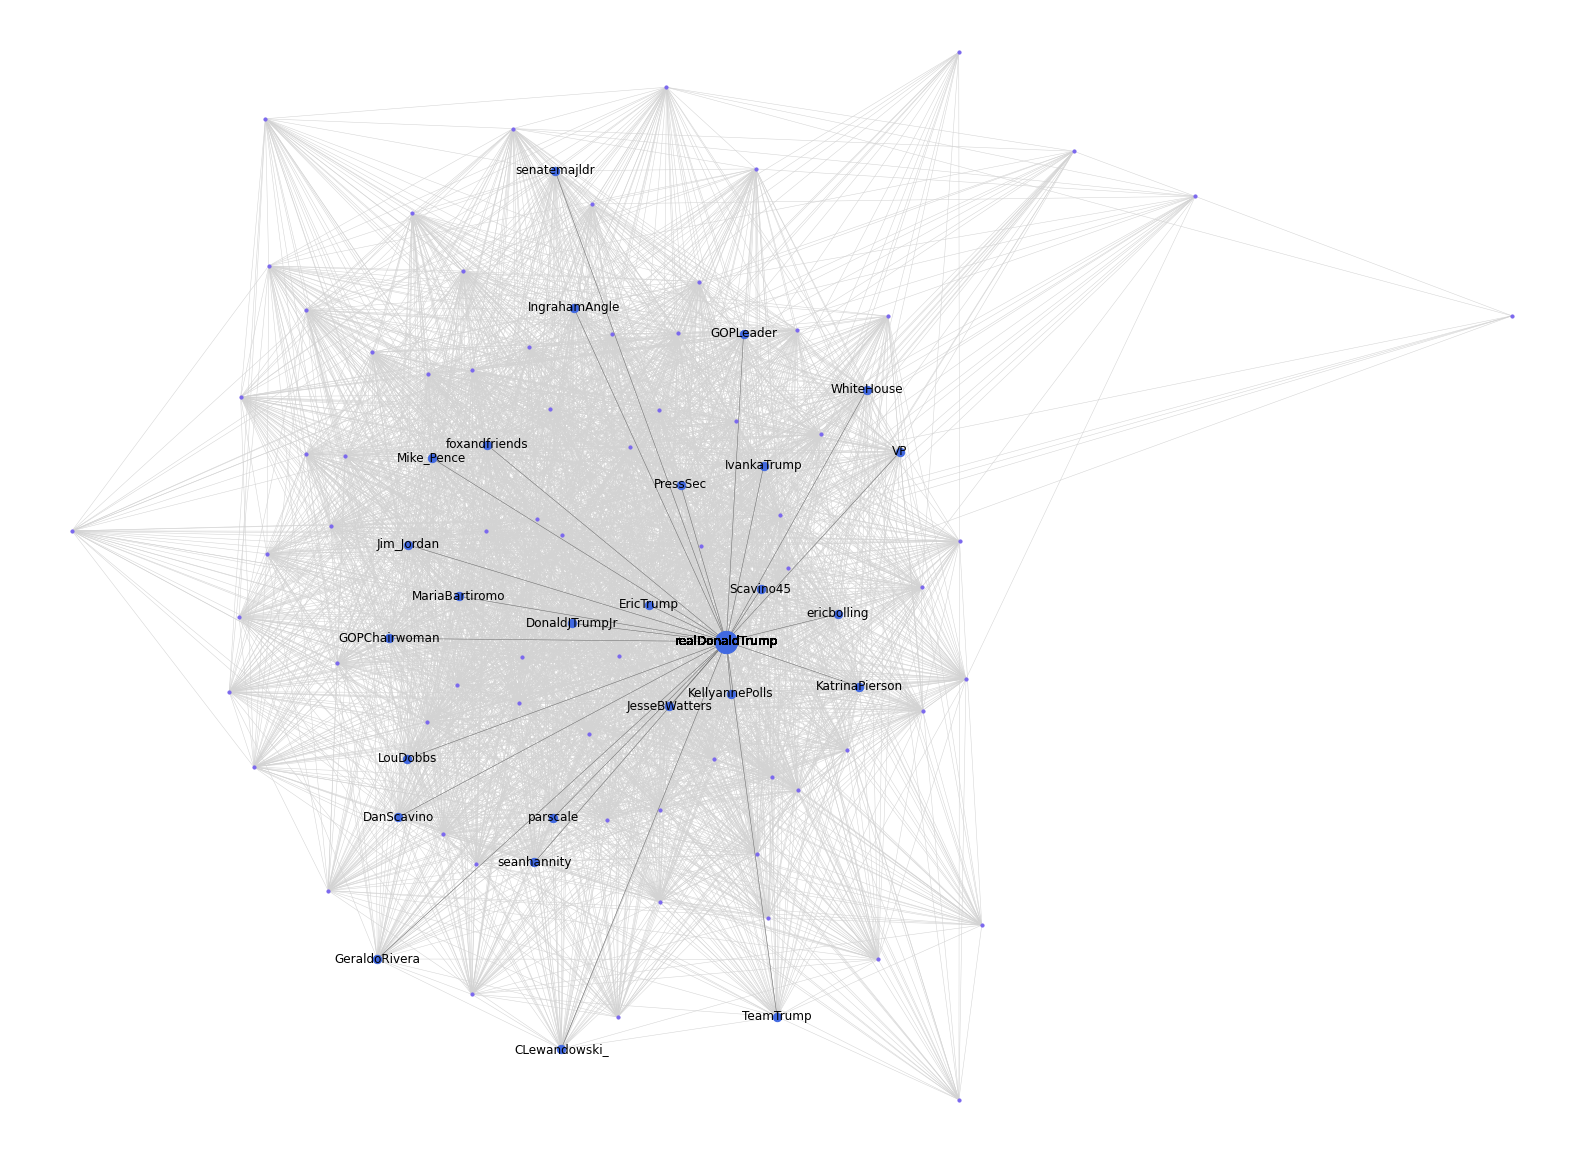 senatemajldr
IngrahamAngle
GOPLeader
WhiteHouse
foxandfriends
VP
Mike_Pence
IvankaTrump
PressSec
Jim_Jordan
Scavino45
MariaBartiromo
EricTrump
ericbolling
DonaldJTrumpJr
GOPChairwoman
realDonaldTrump
KatrinaPierson
KellyannePolls
JesseBWatters
LouDobbs
DanScavino
parscale
seanhannity
GeraldoRivera
TeamTrump
CLewandowski_